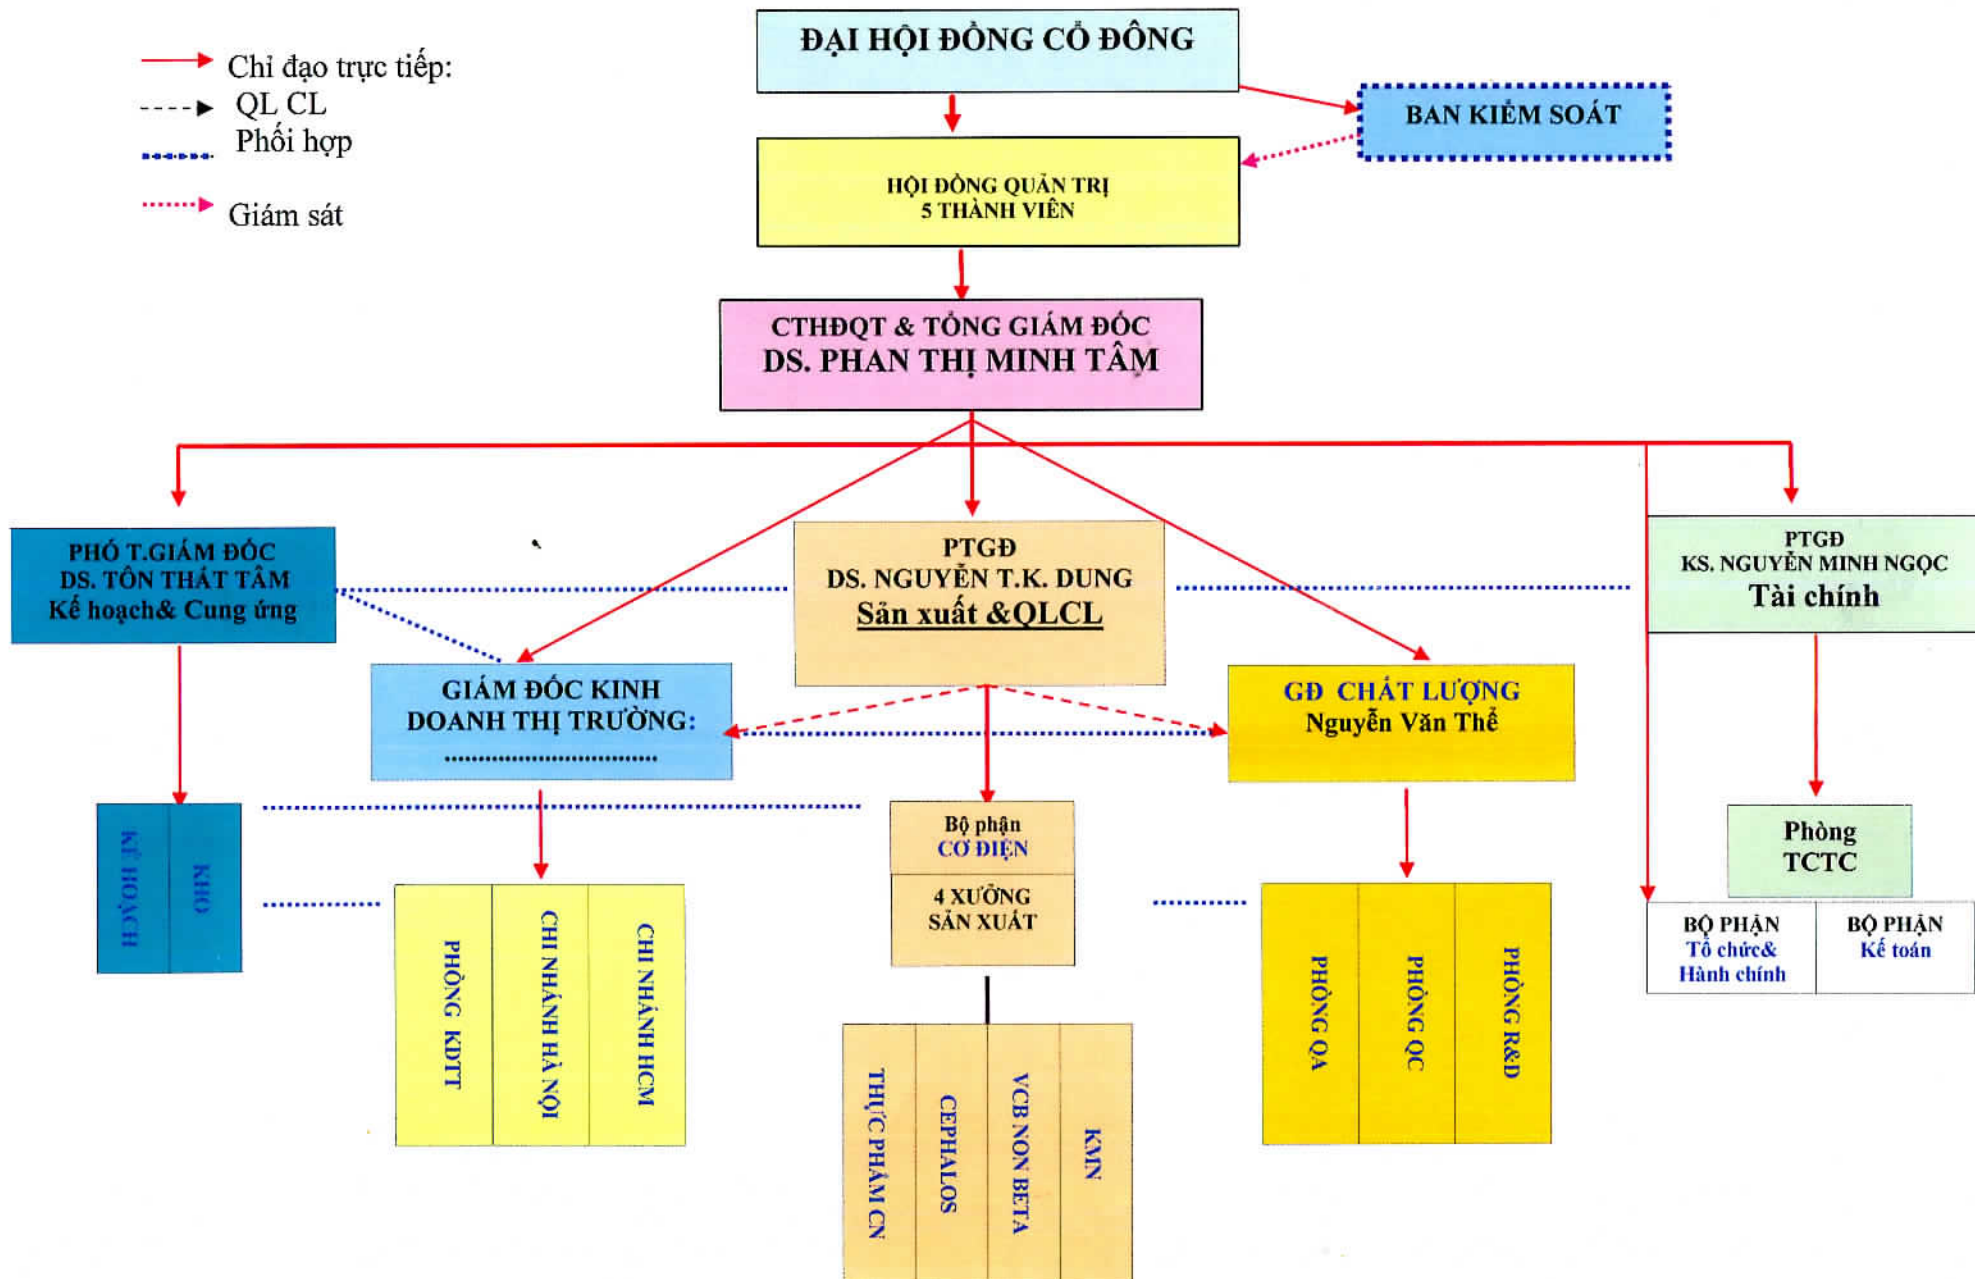 ĐẠI HỘI ĐỒNG CỔ ĐÔNG
Chỉ đạo trực tiếp:
QL CL
Phối hợp
Giám sát
BAN KIỂM SOÁT
HỘI ĐỒNG QUẢN TRỊ
5 THÀNH VIÊN
CTHĐQT & TỔNG GIÁM ĐỐC
DS. PHAN THỊ MINH TÂM
PHÓ T.GIÁM ĐỐC
DS. TÔN THẤT TÂM
Kế hoạch& Cung ứng
PTGĐ
DS. NGUYỄN T.K. DUNG
Sản xuất &QLCL
PTGĐ
KS. NGUYỄN MINH NGỌC
Tài chính
GIÁM ĐỐC KINH
DOANH THỊ TRƯỜNG:
................................
GĐ CHẤT LƯỢNG
Nguyễn Văn Thể
KẾ HOẠCH
KHO
Bộ phận
CƠ ĐIỆN
4 XƯỞNG
SẢN XUẤT
Phòng
TCTC
BỘ PHẬN
Tổ chức&
Hành chính
BỘ PHẬN
Kế toán
PHÒNG KDTT
CHI NHÁNH HÀ NỘI
CHI NHÁNH HCM
PHÒNG QA
PHÒNG QC
PHÒNG R&D
THỰC PHẨM CN
CEPHALOS
VCB NON BETA
KMN